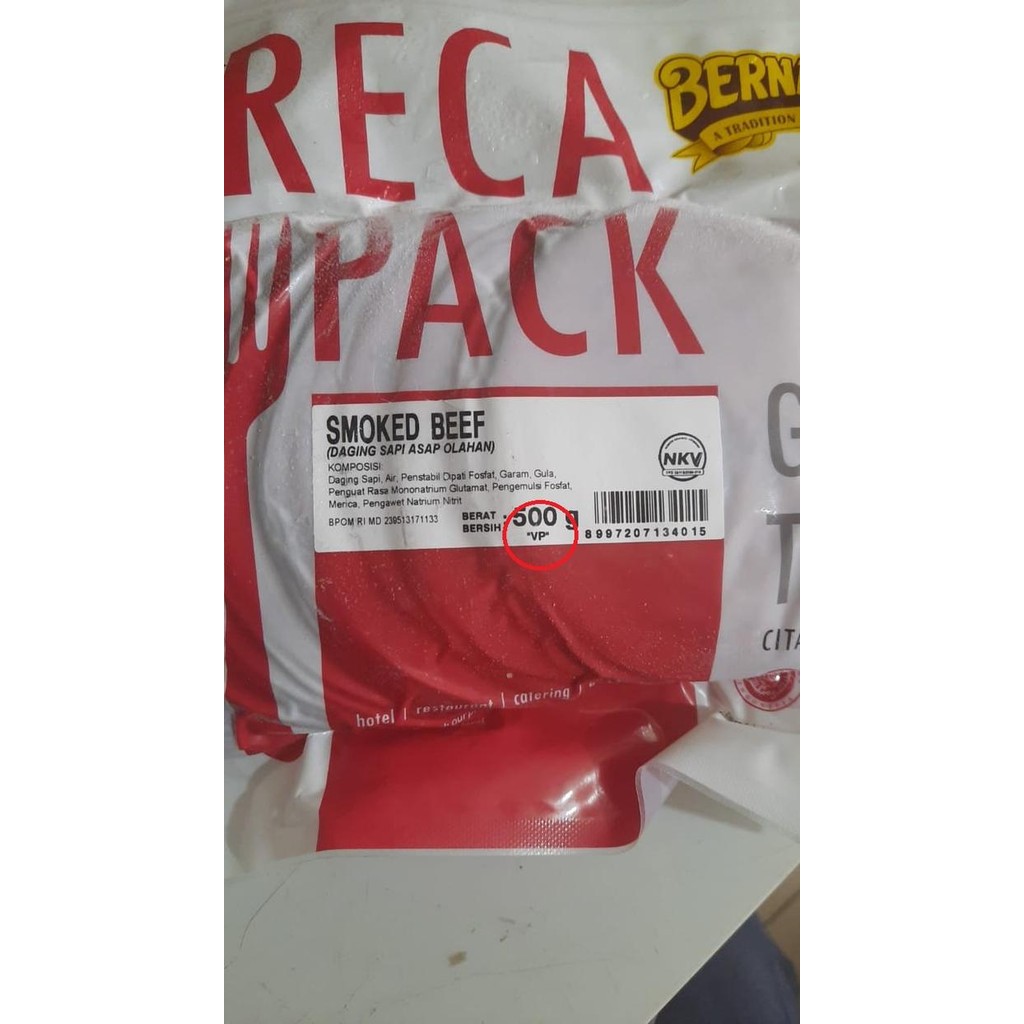 RECA
BERN
A TRADITION
PACK
SMOKED BEEF
(DAGING SAPI ASAP OLAHAN)
KOMPOSISI:
Daging Sapi, Air, Penstabil Dipati Fosfat, Garam, Gula,
Penguat Rasa Mononatrium Glutamat, Pengemulsi Fosfat,
Merica, Pengawet Natrium Nitrit
NKV
BPOM RI MD 239513171133
BERAT
BERSIH
500 g
"VP"
8997207134015
G
T
CITA
hotel | restaurant | catering |